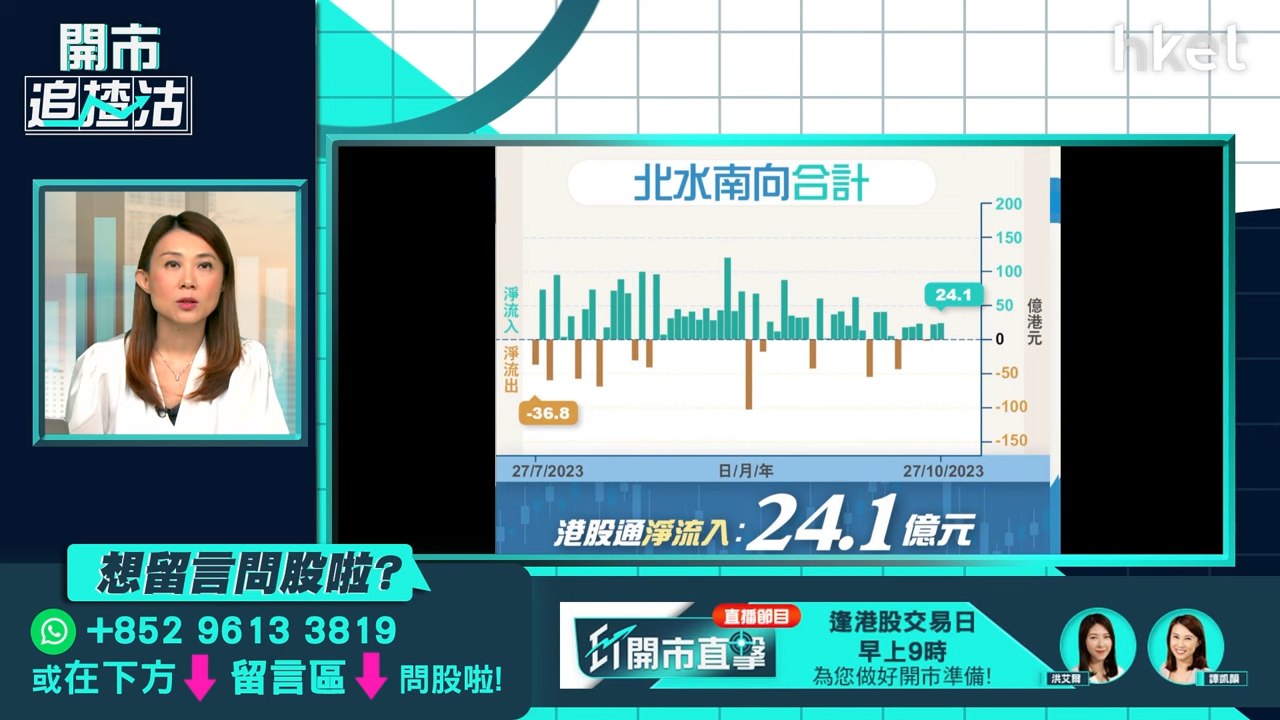 開市
追揸沽
hket
北水南向合計
200
150
100
50
0
-50
-100
-150
億港元
淨流入
淨流出
24.1
-36.8
27/7/2023
日/月/年
27/10/2023
港股通淨流入:24.1億元
想留言問股啦?
+852 9613 3819
或在下方 留言區 問股啦!
直播節目
開市直擊
逢港股交易日
早上9時
為您做好開市準備!
洪艾爾
譚凱韻